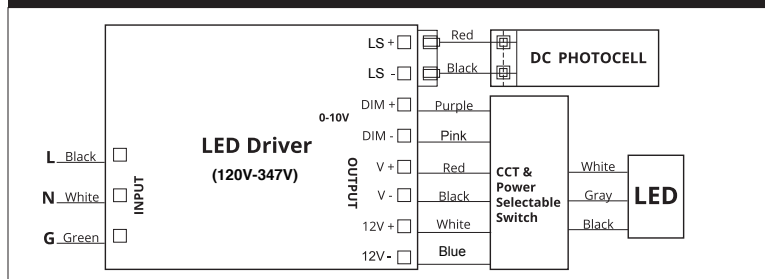 LS + Red
LS - Black
DC PHOTOCELL
DIM + Purple
0-10V
DIM - Pink
LED Driver
(120V-347V)
L Black
N White
G Green
INPUT
OUTPUT
V + Red
V - Black
12V + White
12V - Blue
CCT &
Power
Selectable
Switch
White
Gray
Black
LED